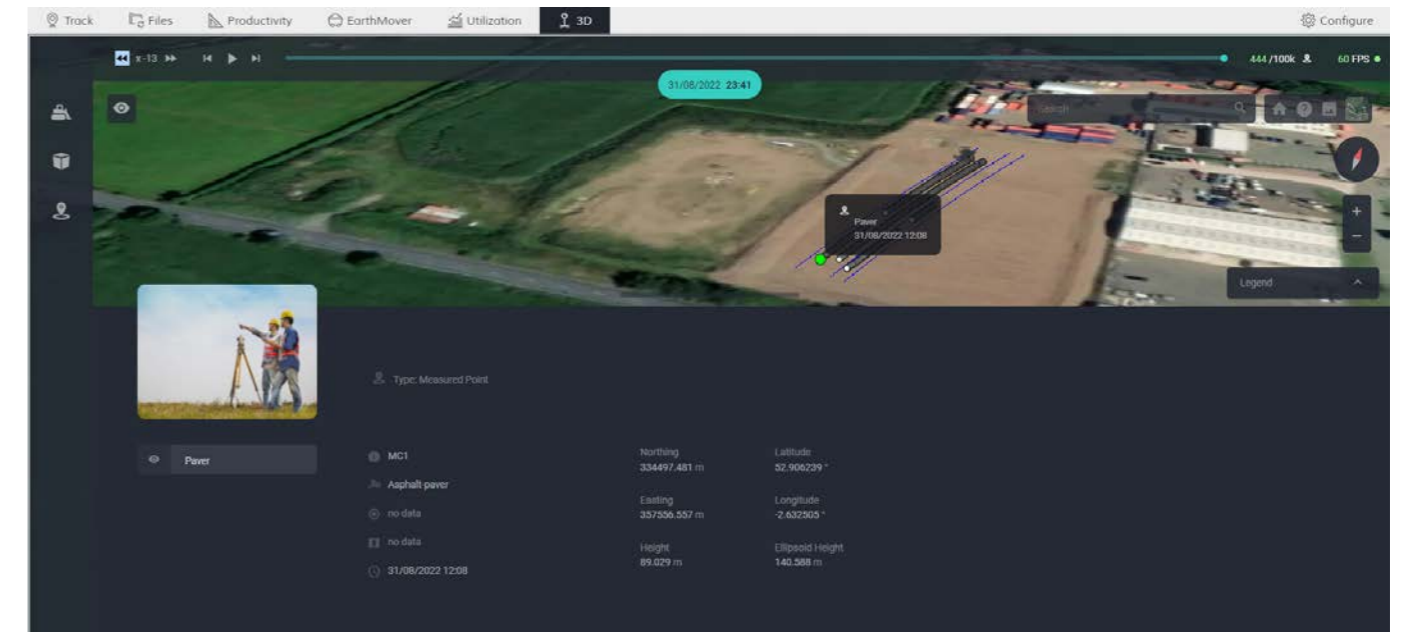 Track Files Productivity EarthMover Utilization 3D Configure
x -13 444 /100k 60 FPS
31/08/2022 23:41
Search
Paver
31/08/2022 12:08
Legend
Type: Measured Point
Paver
MC1
Asphalt paver
no data
no data
31/08/2022 12:08
Northing
334497.481 m
Easting
357556.557 m
Height
89.029 m
Latitude
52.906239 °
Longitude
-2.632505 °
Ellipsoid Height
140.588 m